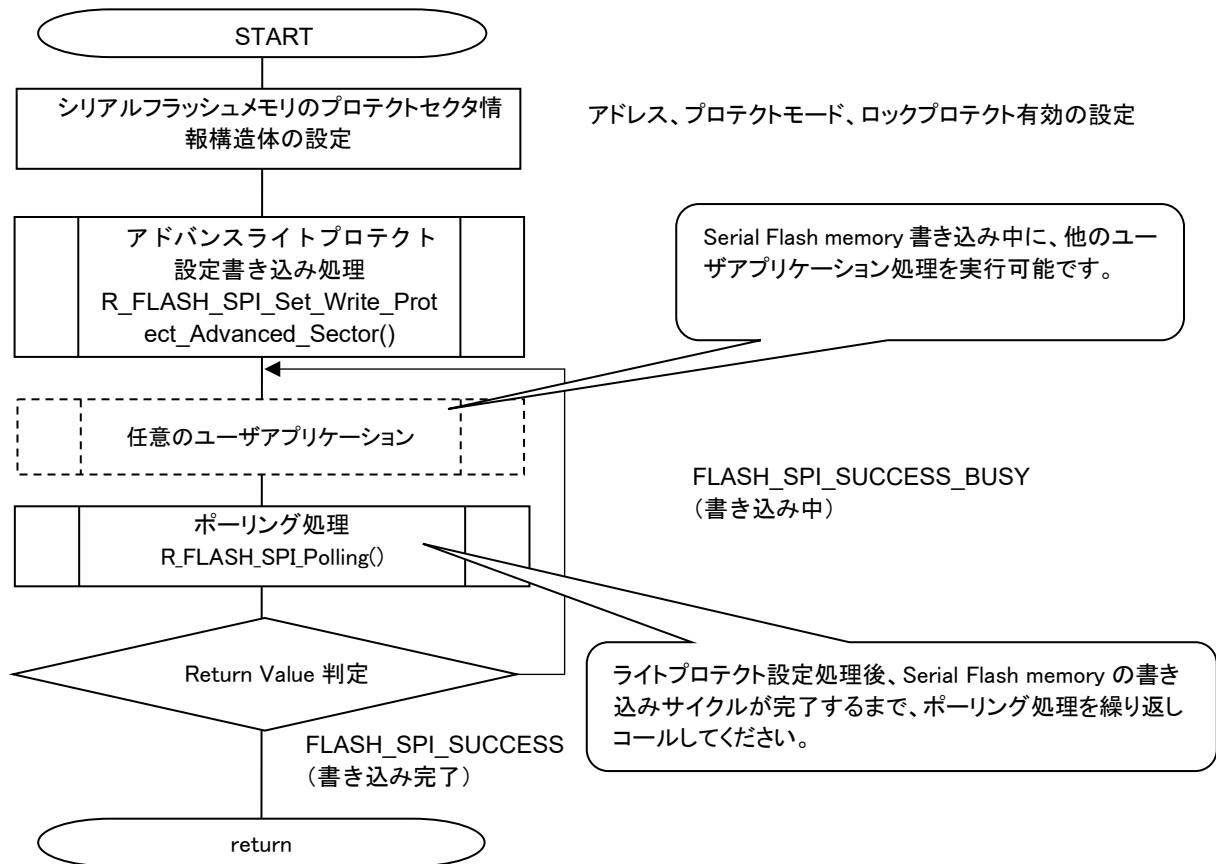 START
シリアルフラッシュメモリのプロテクトセクタ情
報構造体の設定
アドレス、プロテクトモード、ロックプロテクト有効の設定
アドバンスライトプロテクト
設定書き込み処理
R_FLASH_SPI_Set_Write_Prot
ect_Advanced_Sector()
Serial Flash memory 書き込み中に、他のユー
ザアプリケーション処理を実行可能です。
任意のユーザアプリケーション
FLASH_SPI_SUCCESS_BUSY
（書き込み中）
ポーリング処理
R_FLASH_SPI_Polling()
Return Value 判定
ライトプロテクト設定処理後、Serial Flash memory の書き
込みサイクルが完了するまで、ポーリング処理を繰り返し
コールしてください。
FLASH_SPI_SUCCESS
（書き込み完了）
return